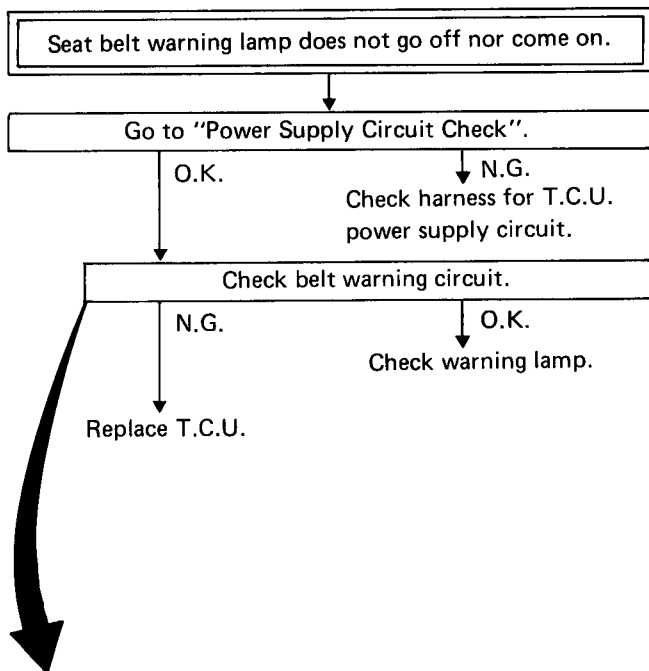 Seat belt warning lamp does not go off nor come on.
Go to "Power Supply Circuit Check".
O.K.
N.G.
Check harness for T.C.U.
power supply circuit.
Check belt warning circuit.
N.G.
O.K.
Check warning lamp.
Replace T.C.U.